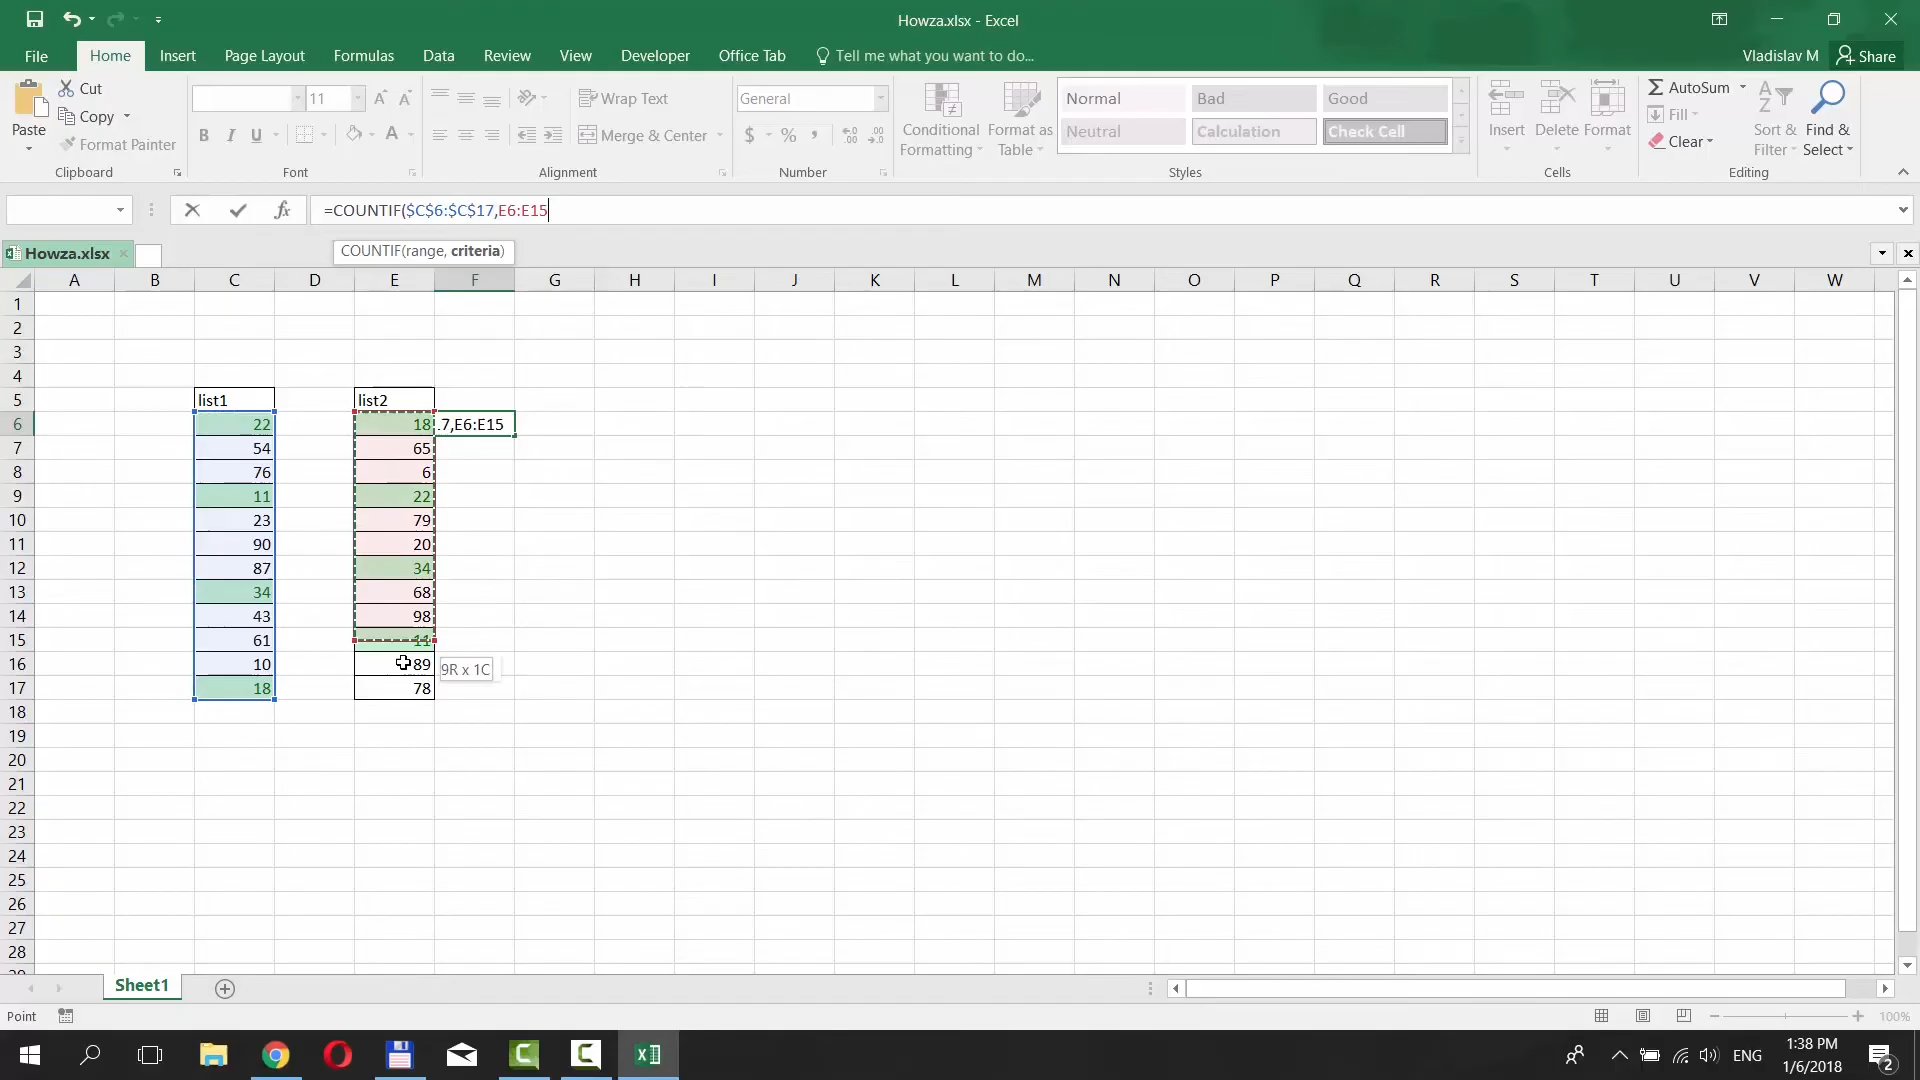 Howza.xlsx - Excel
File Home Insert Page Layout Formulas Data Review View Developer Office Tab Tell me what you want to do... Vladislav M Share
Paste
Cut
Copy
Format Painter
Clipboard
11
B I U A
Font
Wrap Text
Merge & Center
Alignment
General
$ % ,
Number
Conditional Formatting
Format as Table
Normal Bad Good
Neutral Calculation Check Cell
Styles
Insert Delete Format
Cells
AutoSum
Fill
Clear
Sort & Filter
Find & Select
Editing
fx =COUNTIF($C$6:$C$17,E6:E15
Howza.xlsx
COUNTIF(range, criteria)
A B C D E F G H I J K L M N O P Q R S T U V W
1
2
3
4
5 list1 list2
6 22 18 .7,E6:E15
7 54 65
8 76 6
9 11 22
10 23 79
11 90 20
12 87 34
13 34 68
14 43 98
15 61 11
16 10 89 9R x 1C
17 18 78
18
19
20
21
22
23
24
25
26
27
28
29
Sheet1
Point 100%
ENG 1:38 PM
1/6/2018 2